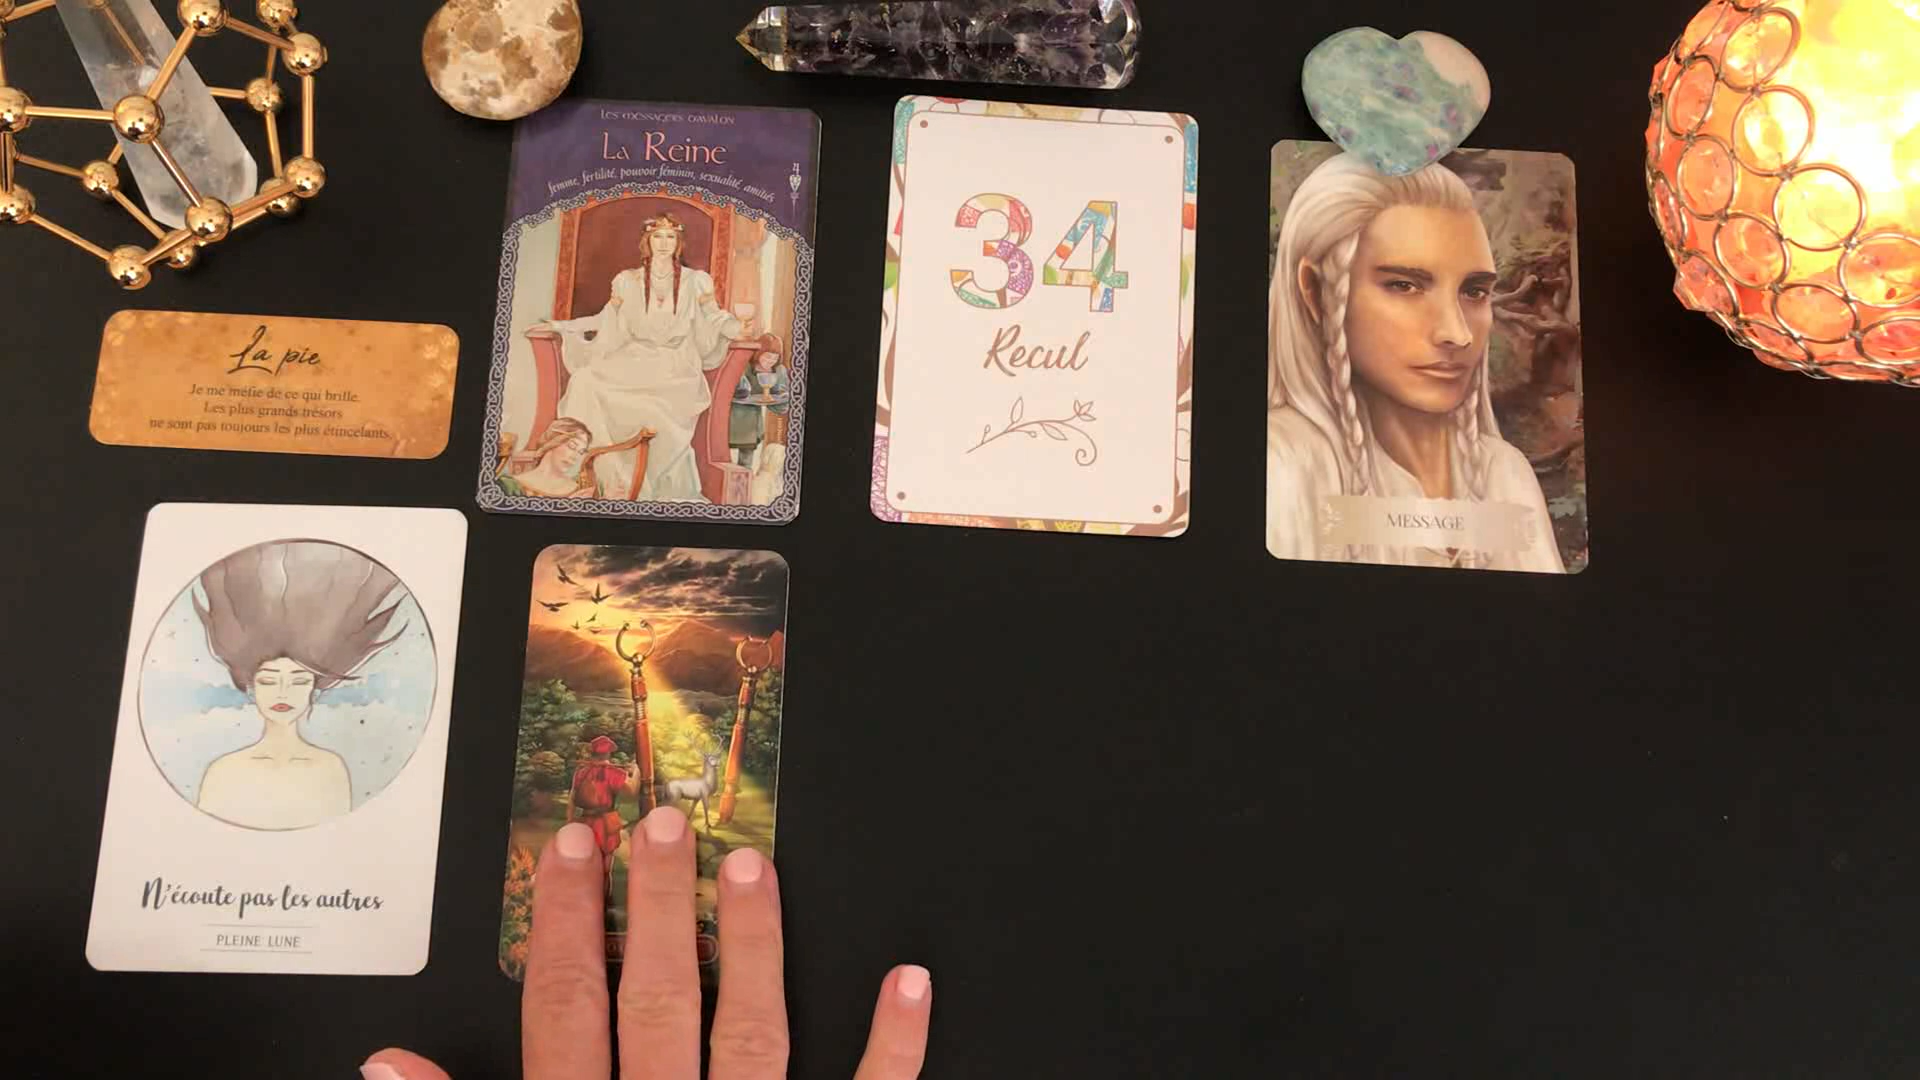 Les messagers d'Avalon
La Reine
4
femme, fertilité, pouvoir féminin, sexualité, amitiés
34
Recul
MESSAGE
La pie
Je me méfie de ce qui brille.
Les plus grands trésors
ne sont pas toujours les plus étincelants.
N'écoute pas les autres
PLEINE LUNE